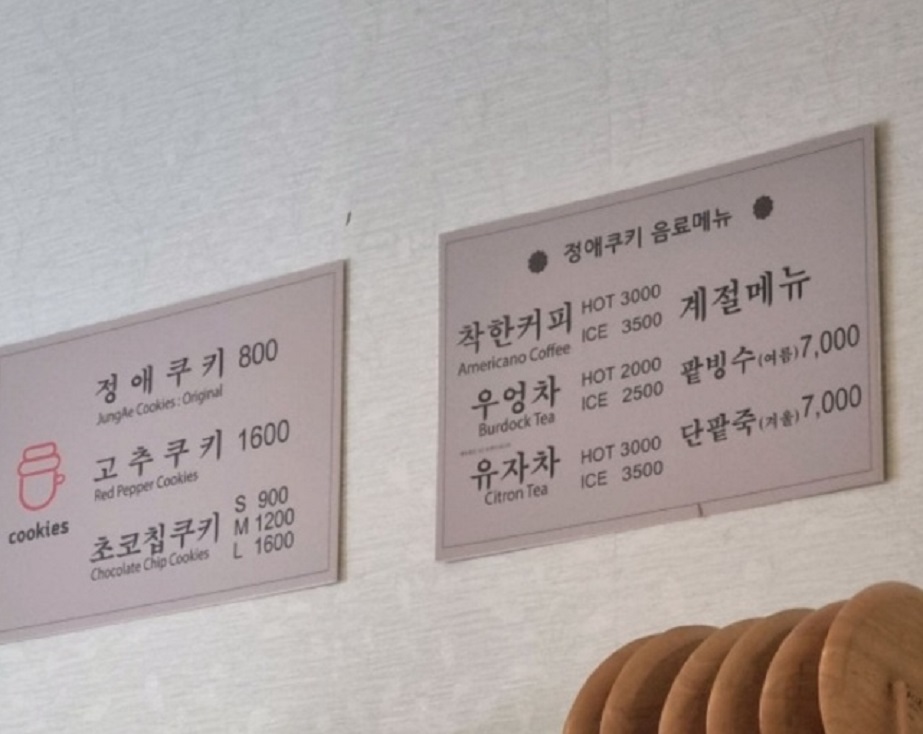 정애쿠키 800
JungAe Cookies : Original
고추쿠키 1600
Red Pepper Cookies
초코칩쿠키
Chocolate Chip Cookies
S 900
M 1200
L 1600
cookies
정애쿠키 음료메뉴
착한커피
Americano Coffee
HOT 3000
ICE 3500
우엉차
Burdock Tea
HOT 2000
ICE 2500
유자차
Citron Tea
HOT 3000
ICE 3500
계절메뉴
팥빙수(여름)7,000
단팥죽(겨울)7,000